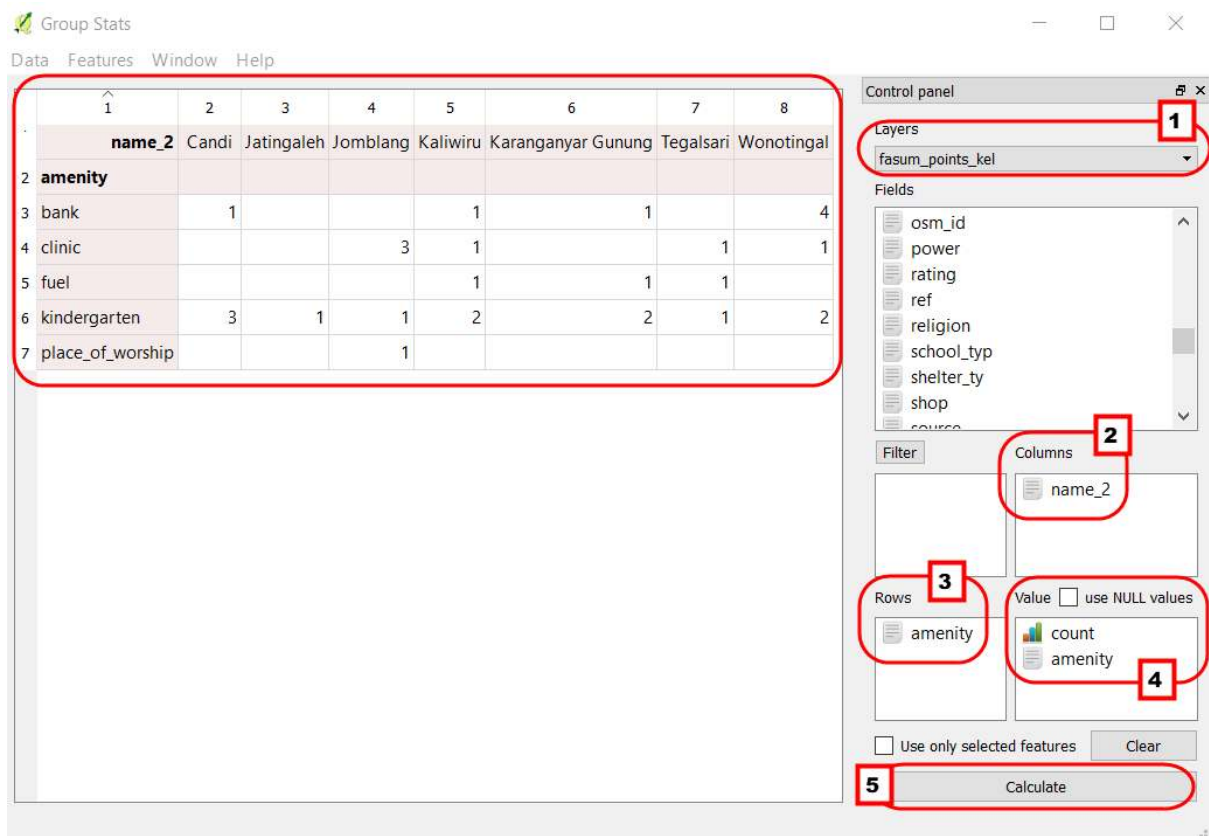 Group Stats
Data Features Window Help
1 2 3 4 5 6 7 8
name_2 Candi Jatingaleh Jomblang Kaliwiru Karanganyar Gunung Tegalsari Wonotingal
2 amenity
3 bank 1 1 1 4
4 clinic 3 1 1 1
5 fuel 1 1 1
6 kindergarten 3 1 1 2 2 1 2
7 place_of_worship 1
Control panel
1
Layers
fasum_points_kel
Fields
osm_id
power
rating
ref
religion
school_typ
shelter_ty
shop
source
2
Filter Columns
name_2
3
Rows Value use NULL values
amenity count
amenity
4
Use only selected features Clear
5 Calculate